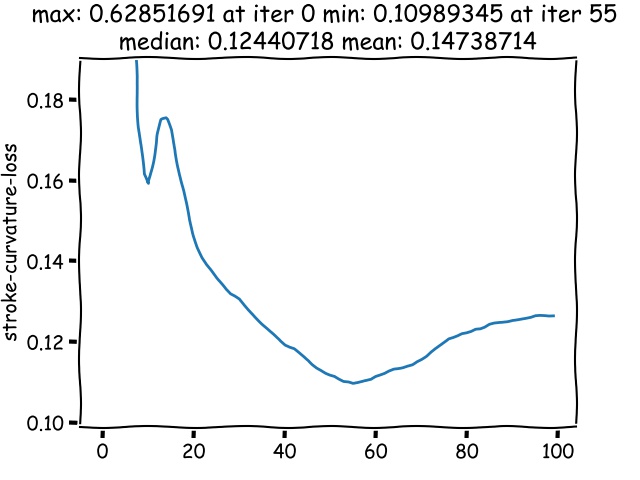 max: 0.62851691 at iter 0 min: 0.10989345 at iter 55
median: 0.12440718 mean: 0.14738714
0.18
0.16
0.14
0.12
0.10
stroke-curvature-loss
0 20 40 60 80 100